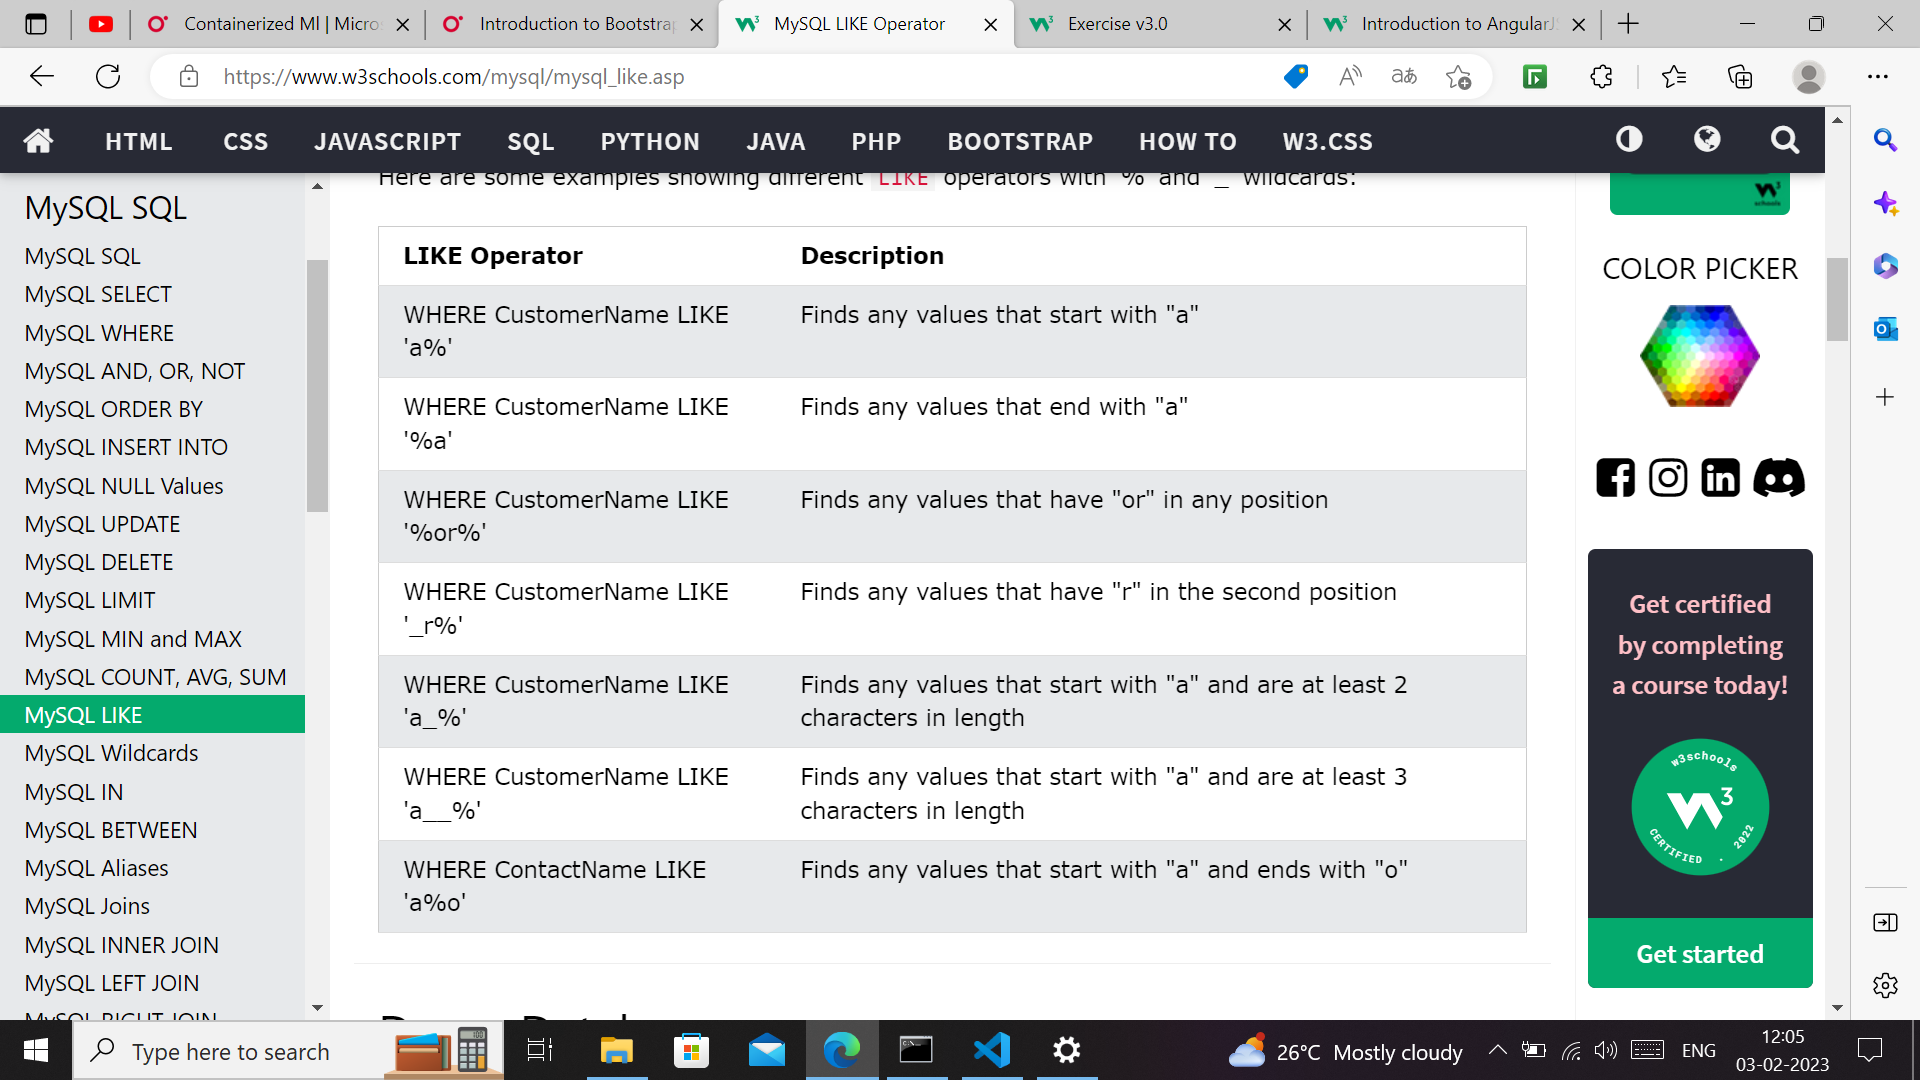 Containerized Ml | Micro
Introduction to Bootstrap
MySQL LIKE Operator
Exercise v3.0
Introduction to AngularJS
https://www.w3schools.com/mysql/mysql_like.asp
HTML CSS JAVASCRIPT SQL PYTHON JAVA PHP BOOTSTRAP HOW TO W3.CSS
MySQL SQL
MySQL SQL
MySQL SELECT
MySQL WHERE
MySQL AND, OR, NOT
MySQL ORDER BY
MySQL INSERT INTO
MySQL NULL Values
MySQL UPDATE
MySQL DELETE
MySQL LIMIT
MySQL MIN and MAX
MySQL COUNT, AVG, SUM
MySQL LIKE
MySQL Wildcards
MySQL IN
MySQL BETWEEN
MySQL Aliases
MySQL Joins
MySQL INNER JOIN
MySQL LEFT JOIN
MySQL RIGHT JOIN
Here are some examples showing different LIKE operators with '%' and '_' wildcards:
LIKE Operator Description
WHERE CustomerName LIKE Finds any values that start with "a"
'a%'
WHERE CustomerName LIKE Finds any values that end with "a"
'%a'
WHERE CustomerName LIKE Finds any values that have "or" in any position
'%or%'
WHERE CustomerName LIKE Finds any values that have "r" in the second position
'_r%'
WHERE CustomerName LIKE Finds any values that start with "a" and are at least 2
'a_%' characters in length
WHERE CustomerName LIKE Finds any values that start with "a" and are at least 3
'a__%' characters in length
WHERE ContactName LIKE Finds any values that start with "a" and ends with "o"
'a%o'
W3
schools
COLOR PICKER
Get certified
by completing
a course today!
w3schools
W3
CERTIFIED . 2022
Get started
Type here to search
26°C Mostly cloudy
ENG
12:05
03-02-2023